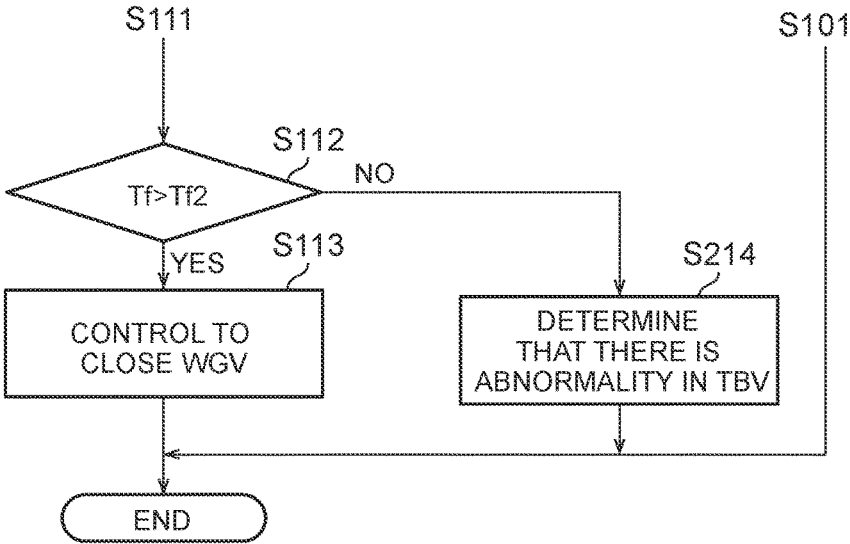 S111
S101
S112
Tf>Tf2
NO
YES
S113
S214
CONTROL TO
CLOSE WGV
DETERMINE
THAT THERE IS
ABNORMALITY IN TBV
END